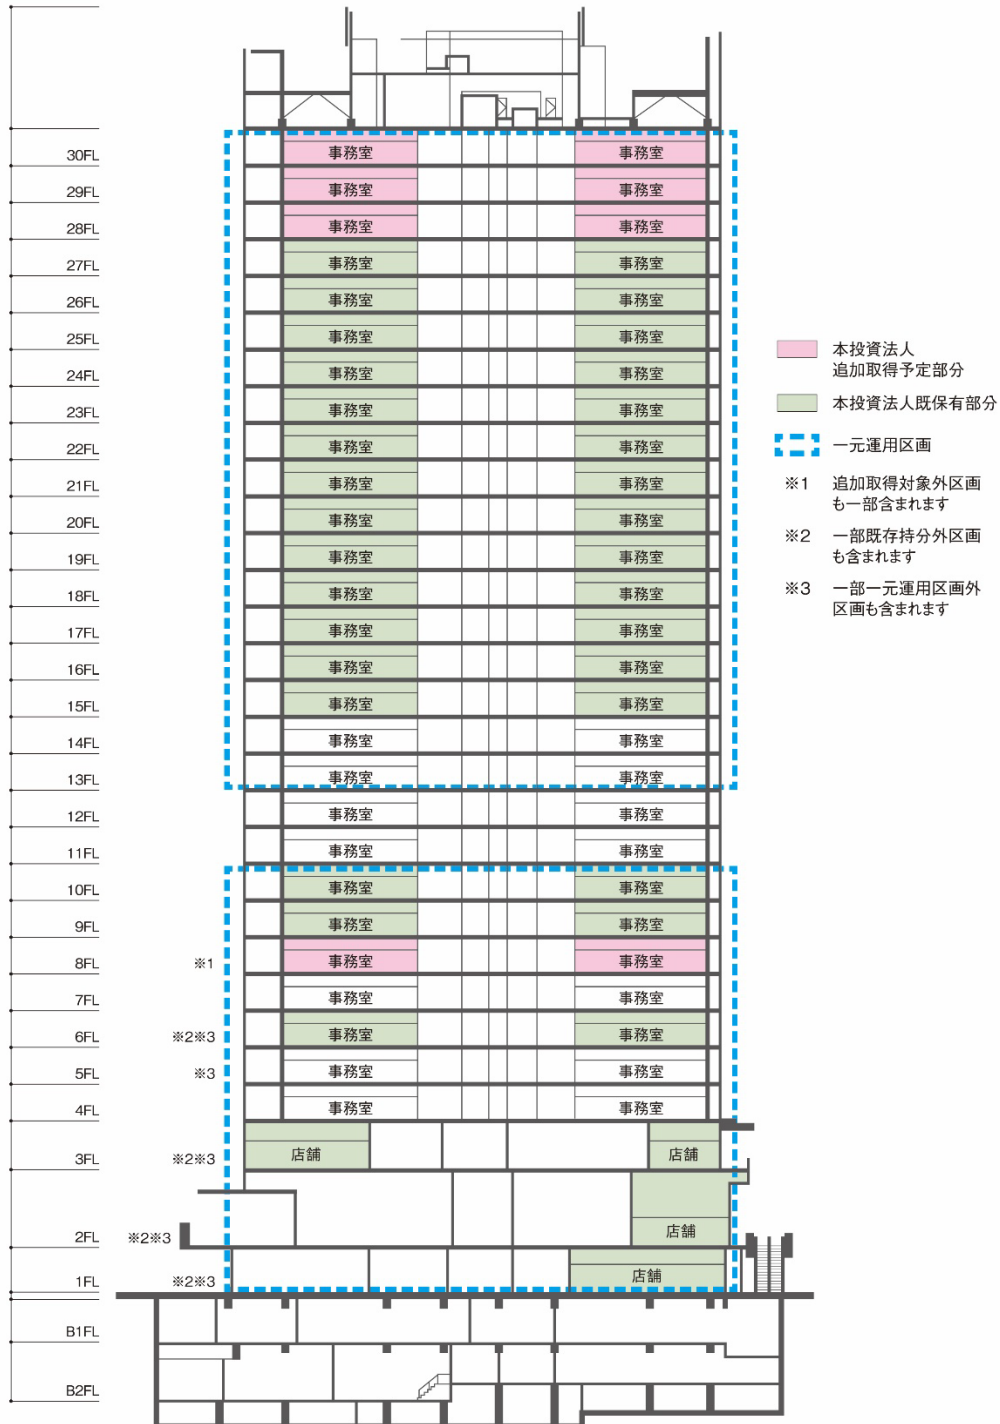 30FL 事務室 事務室
29FL 事務室 事務室
28FL 事務室 事務室
27FL 事務室 事務室
26FL 事務室 事務室
25FL 事務室 事務室
24FL 事務室 事務室
23FL 事務室 事務室
22FL 事務室 事務室
21FL 事務室 事務室
20FL 事務室 事務室
19FL 事務室 事務室
18FL 事務室 事務室
17FL 事務室 事務室
16FL 事務室 事務室
15FL 事務室 事務室
14FL 事務室 事務室
13FL 事務室 事務室
12FL 事務室 事務室
11FL 事務室 事務室
10FL 事務室 事務室
9FL 事務室 事務室
8FL ※1 事務室 事務室
7FL 事務室 事務室
6FL ※2※3 事務室 事務室
5FL ※3 事務室 事務室
4FL 事務室 事務室
3FL ※2※3 店舗 店舗
2FL ※2※3 店舗
1FL ※2※3 店舗
B1FL
B2FL
本投資法人
追加取得予定部分
本投資法人既保有部分
一元運用区画
※1 追加取得対象外区画
も一部含まれます
※2 一部既存持分外区画
も含まれます
※3 一部一元運用区画外
区画も含まれます